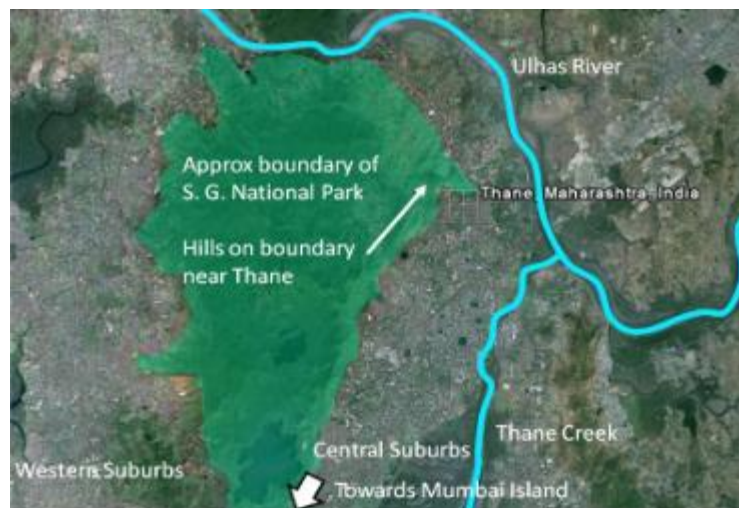 Ulhas River
Approx boundary of
S. G. National Park
Thane, Maharashtra, India
Hills on boundary
near Thane
Thane Creek
Central Suburbs
Western Suburbs
Towards Mumbai Island